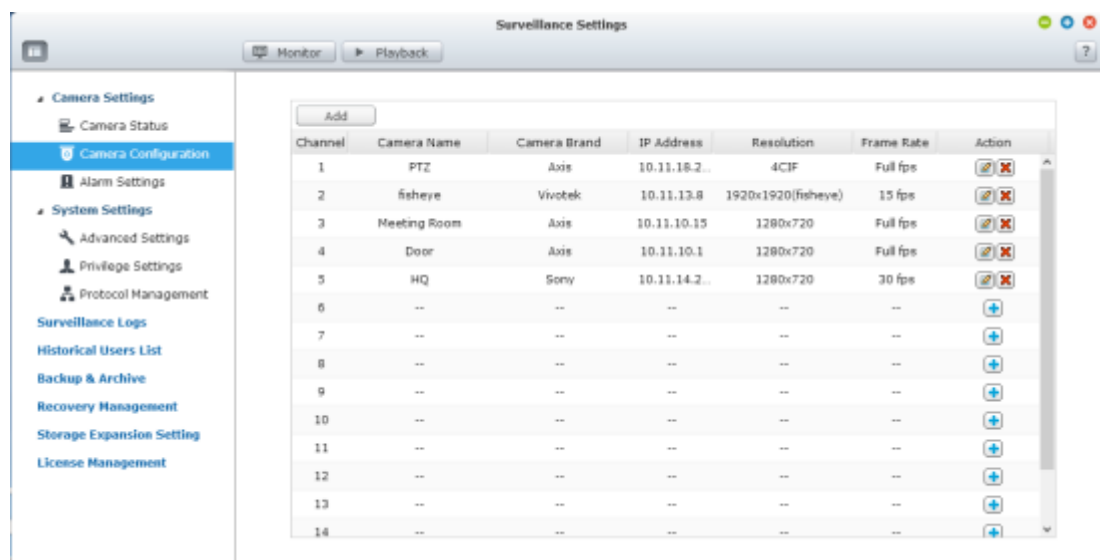 Surveillance Settings
Monitor Playback ?
Camera Settings
Camera Status
Camera Configuration
Alarm Settings
System Settings
Advanced Settings
Privilege Settings
Protocol Management
Surveillance Logs
Historical Users List
Backup & Archive
Recovery Management
Storage Expansion Setting
License Management
Add
Channel Camera Name Camera Brand IP Address Resolution Frame Rate Action
1 PTZ Axis 10.11.18.2... 4CIF Full fps
2 fisheye Vivotek 10.11.13.8 1920x1920(fisheye) 15 fps
3 Meeting Room Axis 10.11.10.15 1280x720 Full fps
4 Door Axis 10.11.10.1 1280x720 Full fps
5 HQ Sony 10.11.14.2... 1280x720 30 fps
6 -- -- -- -- --
7 -- -- -- -- --
8 -- -- -- -- --
9 -- -- -- -- --
10 -- -- -- -- --
11 -- -- -- -- --
12 -- -- -- -- --
13 -- -- -- -- --
14 -- -- -- -- --